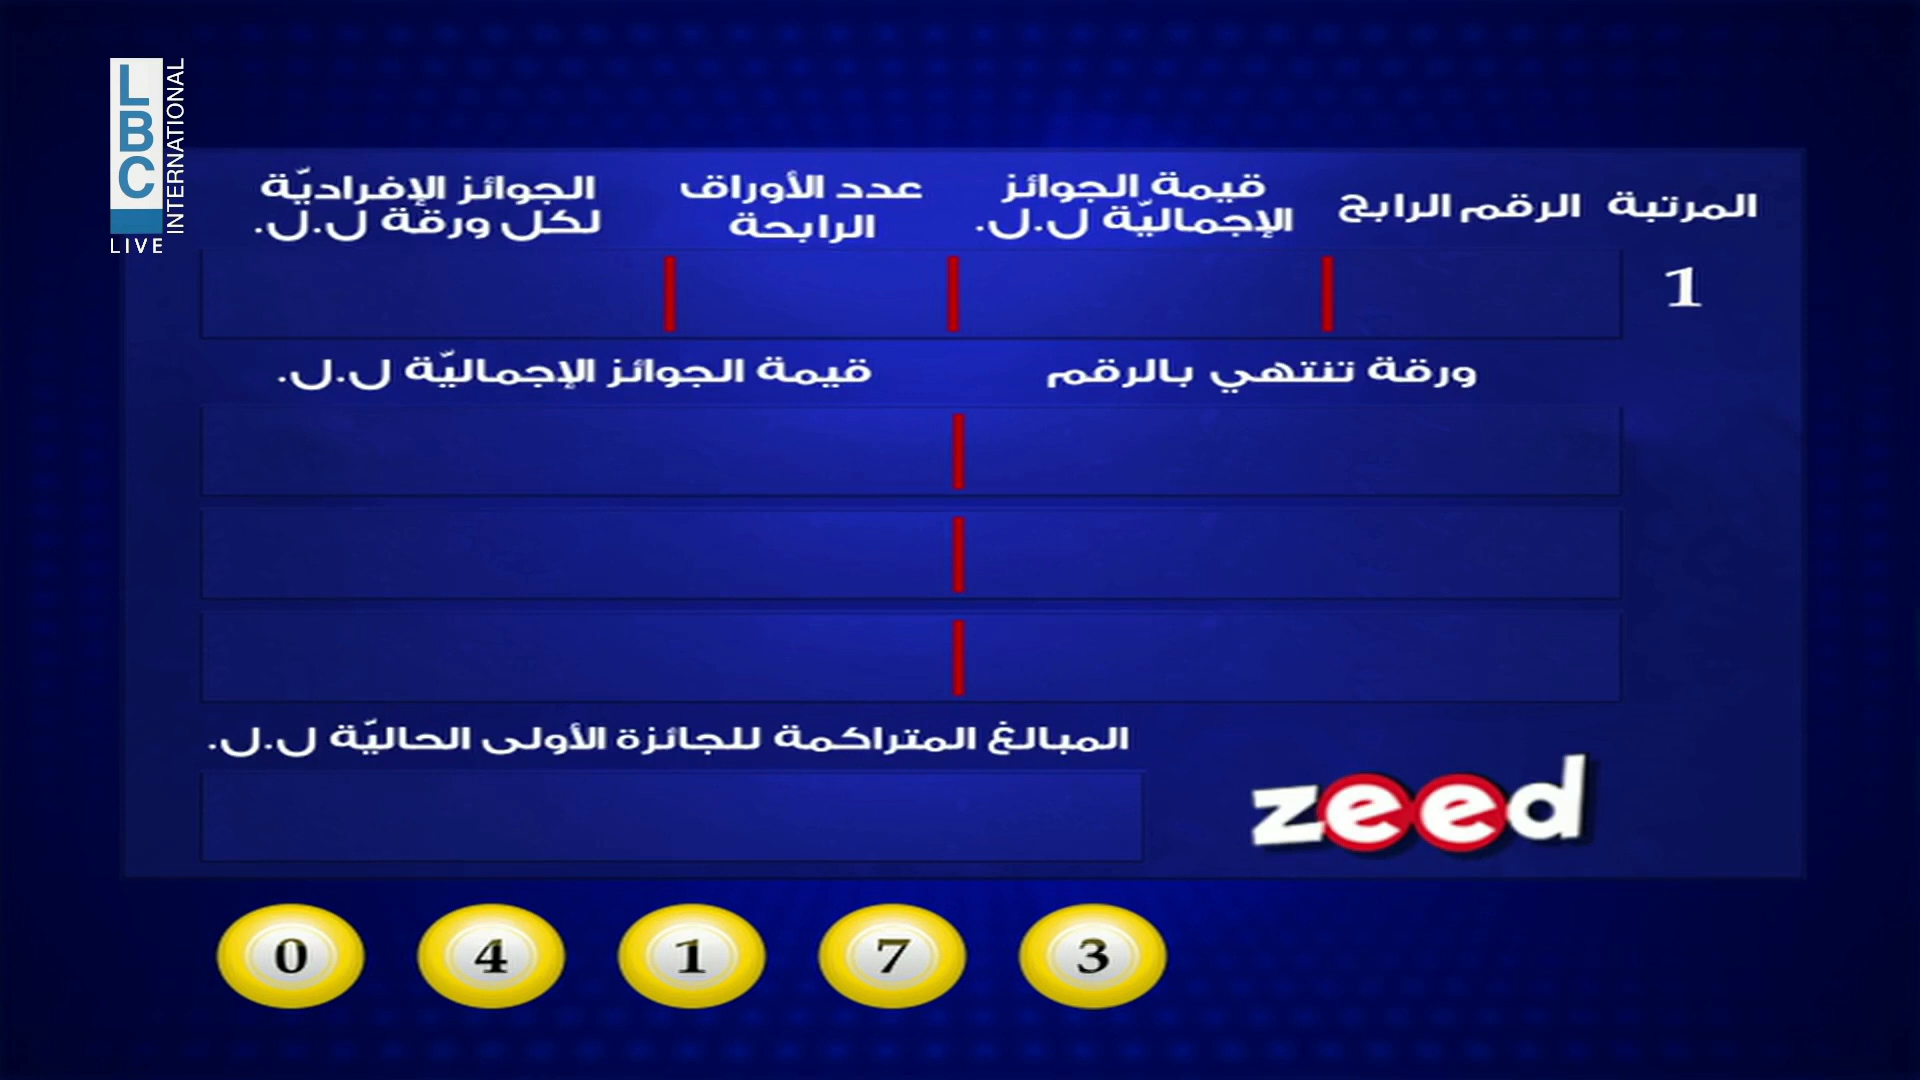 LBC
INTERNATIONAL
LIVE
المرتبة
الرقم الرابح
قيمة الجوائز
الإجماليّة ل.ل.
عدد الأوراق
الرابحة
الجوائز الإفراديّة
لكل ورقة ل.ل.
1
ورقة تنتهي بالرقم
قيمة الجوائز الإجماليّة ل.ل.
المبالغ المتراكمة للجائزة الأولى الحاليّة ل.ل.
zeed
0 4 1 7 3